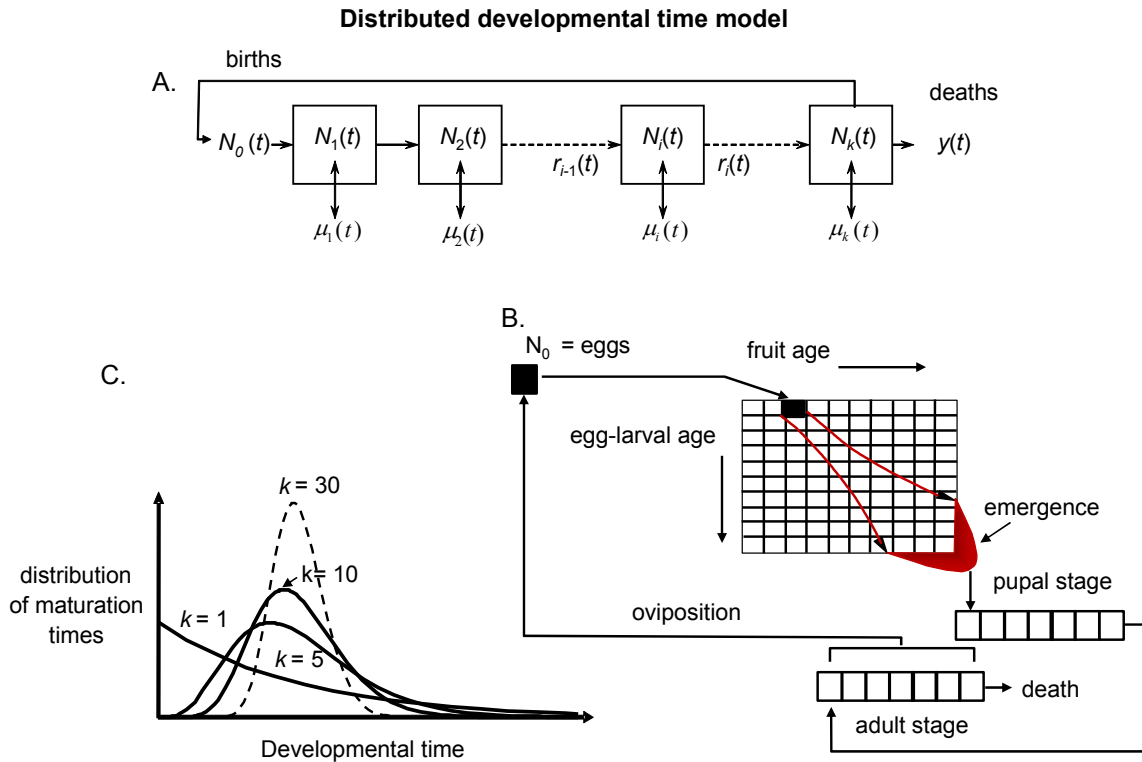 Distributed developmental time model
A.
births
deaths
N₀(t)
N₁(t)
N₂(t)
Nᵢ(t)
Nₖ(t)
y(t)
rᵢ₋₁(t)
rᵢ(t)
μ₁(t)
μ₂(t)
μᵢ(t)
μₖ(t)
B.
N₀ = eggs
fruit age
egg-larval age
emergence
pupal stage
oviposition
death
adult stage
C.
k = 30
k= 10
k = 1
k = 5
distribution
of maturation
times
Developmental time